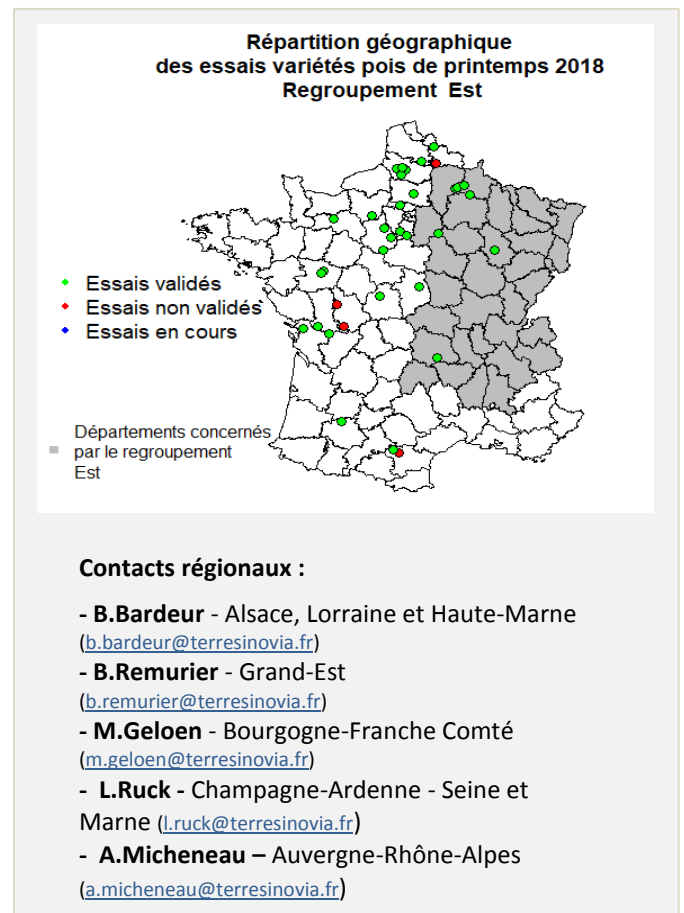 Répartition géographique
des essais variétés pois de printemps 2018
Regroupement Est
Essais validés
Essais non validés
Essais en cours
Départements concernés
par le regroupement
Est
Contacts régionaux :
- B.Bardeur - Alsace, Lorraine et Haute-Marne
(b.bardeur@terresinovia.fr)
- B.Remurier - Grand-Est
(b.remurier@terresinovia.fr)
- M.Geloen - Bourgogne-Franche Comté
(m.geloen@terresinovia.fr)
- L.Ruck - Champagne-Ardenne - Seine et
Marne (l.ruck@terresinovia.fr)
- A.Micheneau – Auvergne-Rhône-Alpes
(a.micheneau@terresinovia.fr)